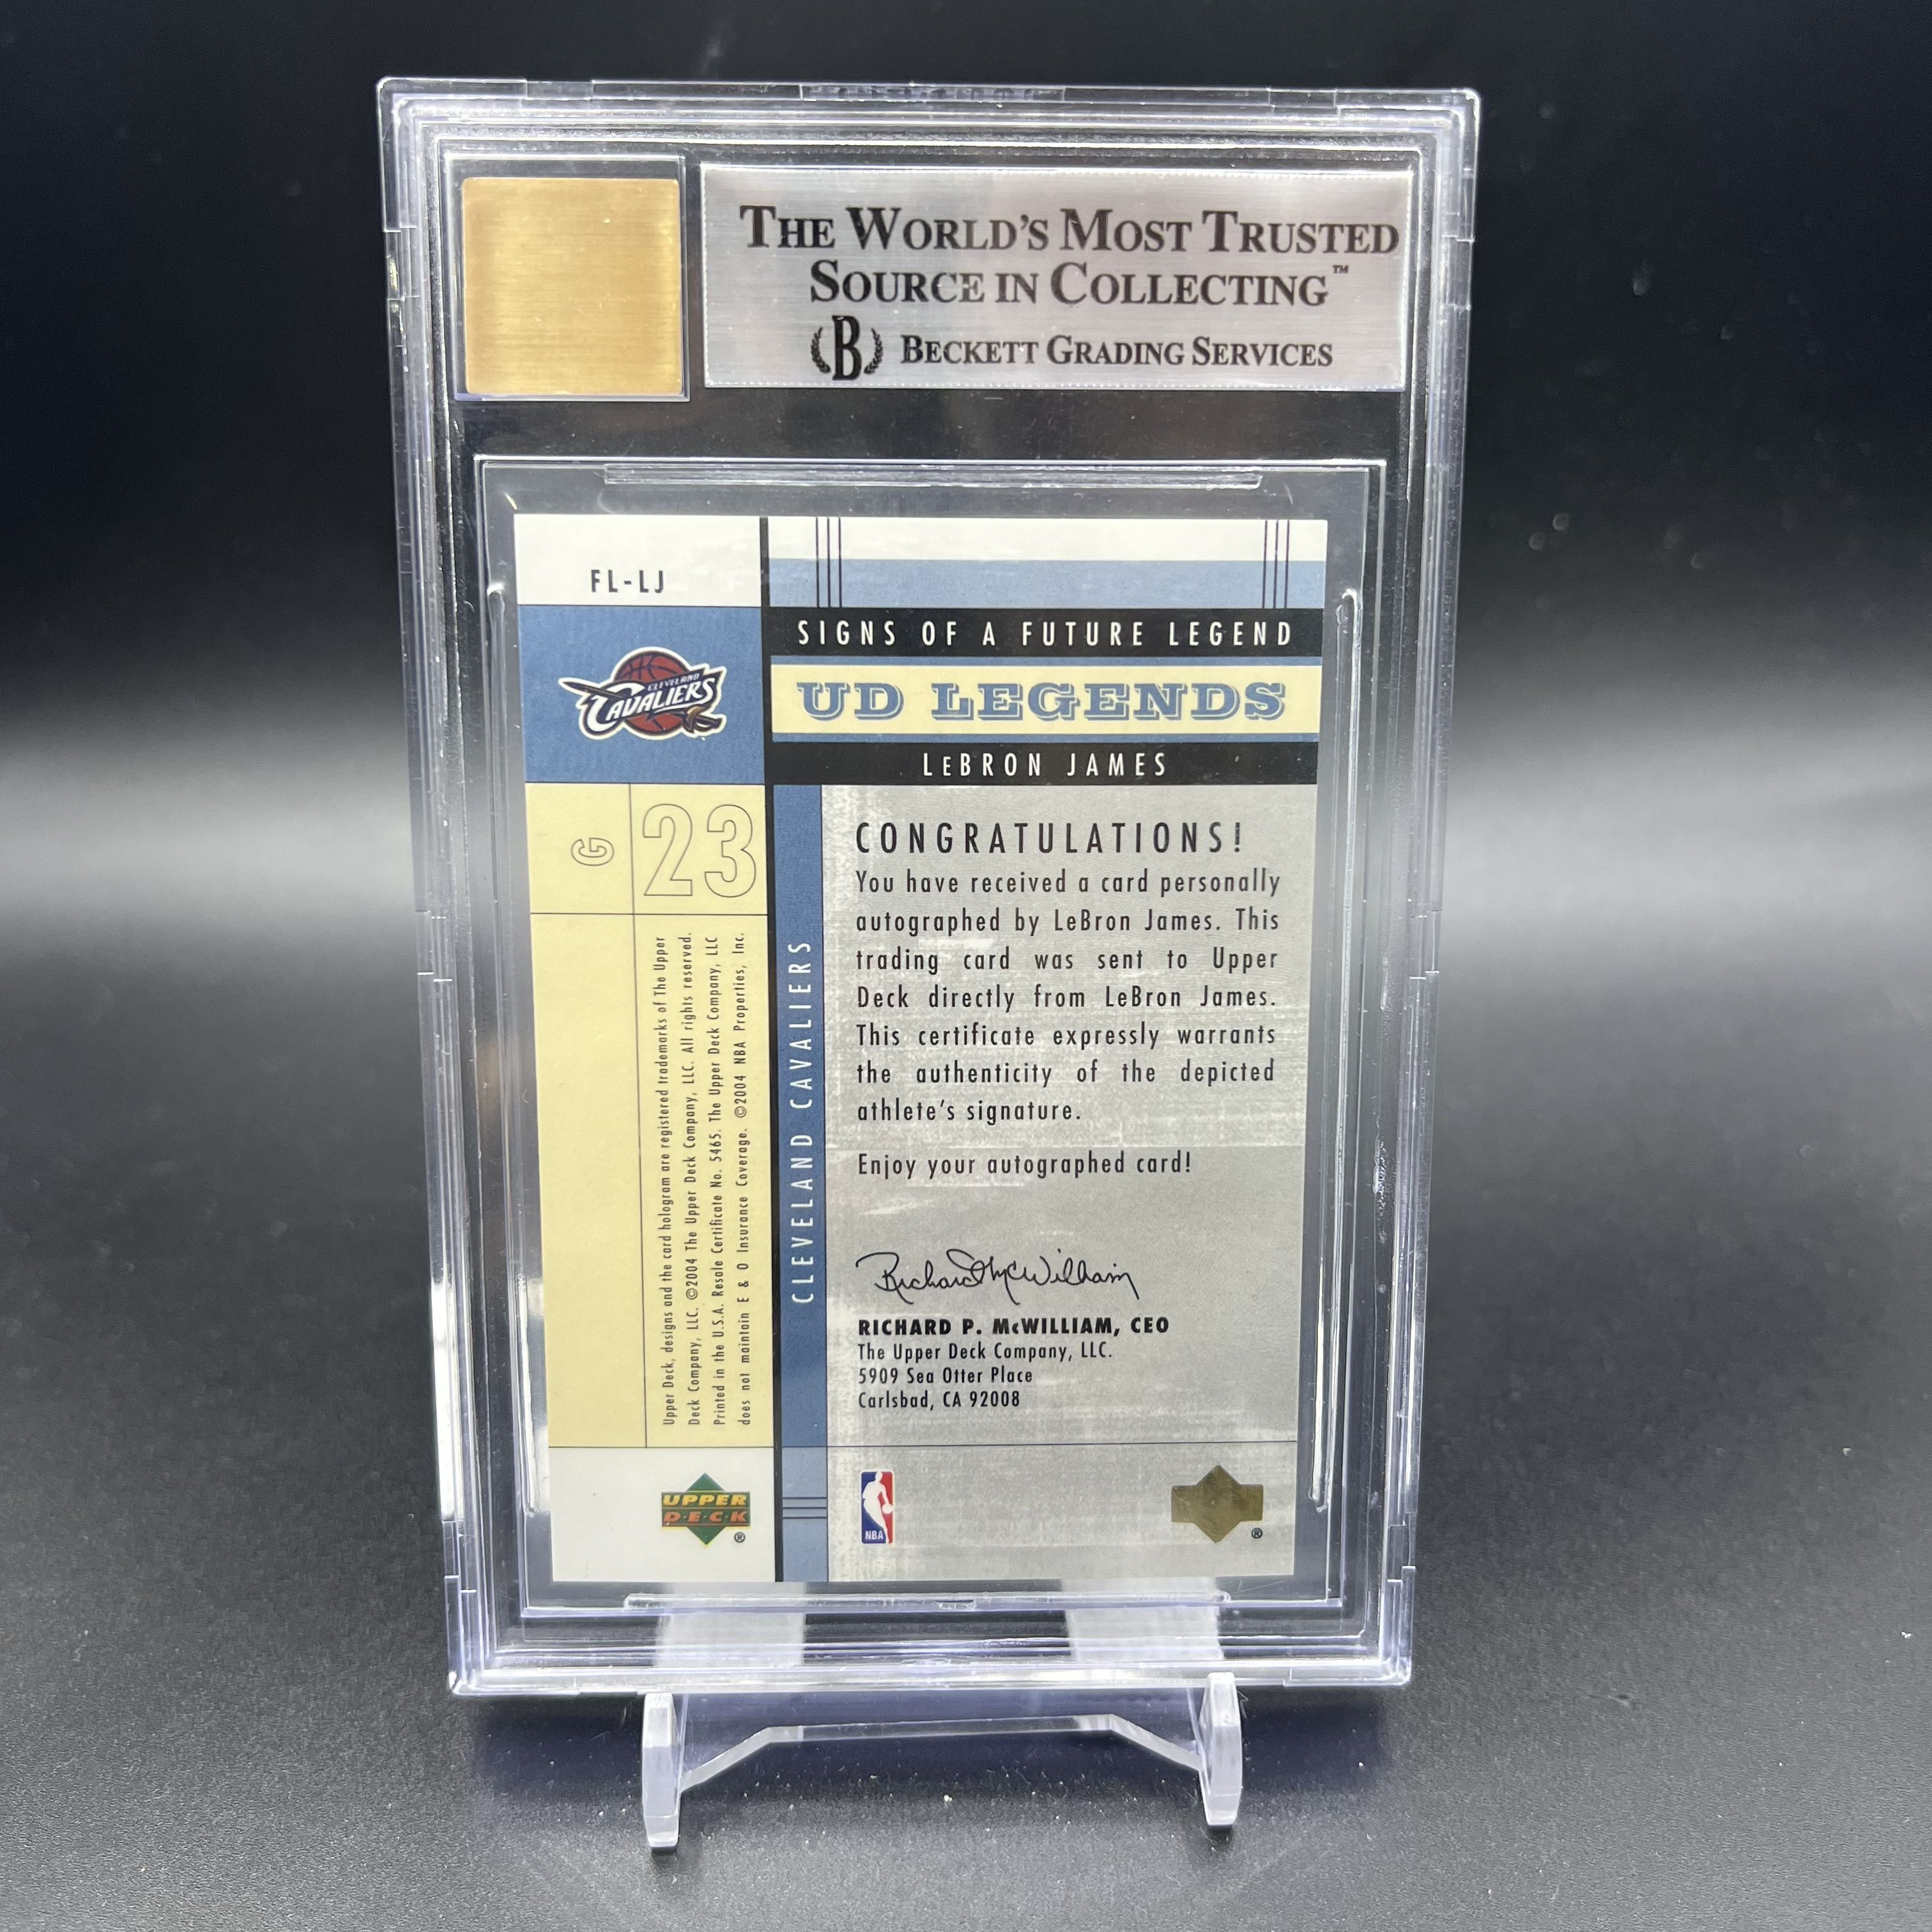 THE WORLD'S MOST TRUSTED
SOURCE IN COLLECTING™
B BECKETT GRADING SERVICES
FL-LJ
SIGNS OF A FUTURE LEGEND
UD LEGENDS
LeBRON JAMES
CLEVELAND
CAVALIERS
G
23
CLEVELAND CAVALIERS
CONGRATULATIONS!
You have received a card personally
autographed by LeBron James. This
trading card was sent to Upper
Deck directly from LeBron James.
This certificate expressly warrants
the authenticity of the depicted
athlete's signature.
Enjoy your autographed card!
Richard McWilliam
RICHARD P. McWILLIAM, CEO
The Upper Deck Company, LLC.
5909 Sea Otter Place
Carlsbad, CA 92008
Upper Deck, designs and the card hologram are registered trademarks of The Upper
Deck Company, LLC. ©2004 The Upper Deck Company, LLC. All rights reserved.
Printed in the U.S.A. Resale Certificate No. 5465. The Upper Deck Company, LLC
does not maintain E & O Insurance Coverage. ©2004 NBA Properties, Inc.
UPPER
D·E·C·K
®
NBA
®